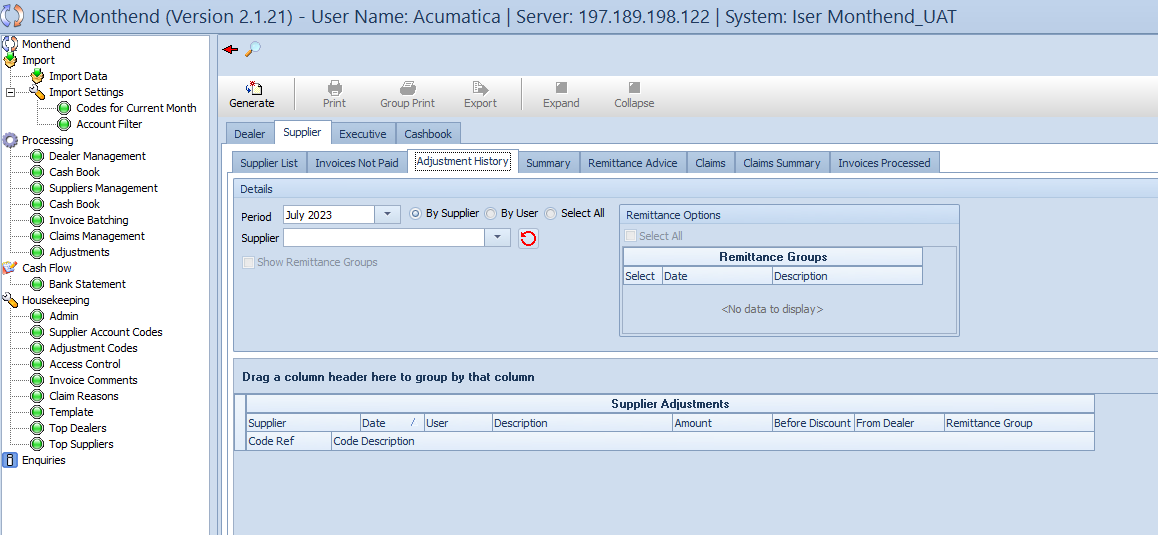 ISER Monthend (Version 2.1.21) - User Name: Acumatica | Server: 197.189.198.122 | System: Iser Monthend_UAT
Monthend
Import
Import Data
Import Settings
Codes for Current Month
Account Filter
Processing
Dealer Management
Cash Book
Suppliers Management
Cash Book
Invoice Batching
Claims Management
Adjustments
Cash Flow
Bank Statement
Housekeeping
Admin
Supplier Account Codes
Adjustment Codes
Access Control
Invoice Comments
Claim Reasons
Template
Top Dealers
Top Suppliers
Enquiries
Generate Print Group Print Export Expand Collapse
Dealer Supplier Executive Cashbook
Supplier List Invoices Not Paid Adjustment History Summary Remittance Advice Claims Claims Summary Invoices Processed
Details
Period July 2023 By Supplier By User Select All
Supplier
Show Remittance Groups
Remittance Options
Select All
Remittance Groups
Select Date Description
<No data to display>
Drag a column header here to group by that column
Supplier Adjustments
Supplier Date / User Description Amount Before Discount From Dealer Remittance Group
Code Ref Code Description